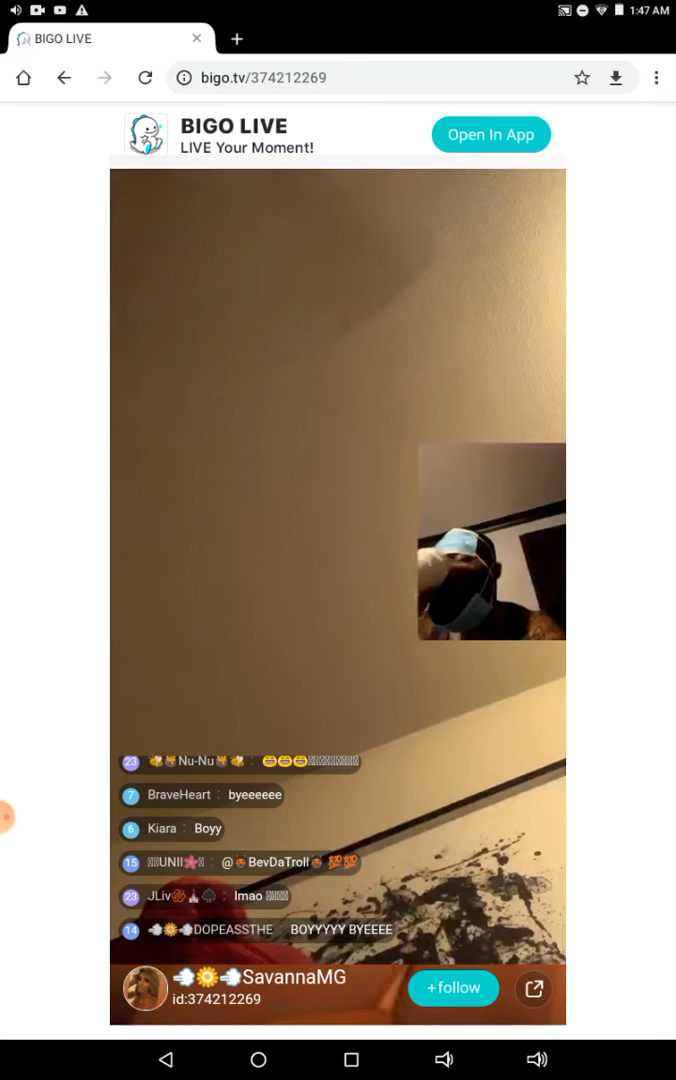 1:47 AM
BIGO LIVE
bigo.tv/374212269
BIGO LIVE
LIVE Your Moment!
Open In App
23 Nu-Nu :
7 BraveHeart : byeeeeee
6 Kiara : Boyy
15 UNII : @BevDaTroll 💯💯
23 JLiv : lmao
14 DOPEASSTHE BOYYYYY BYEEEE
SavannaMG
id:374212269
+follow